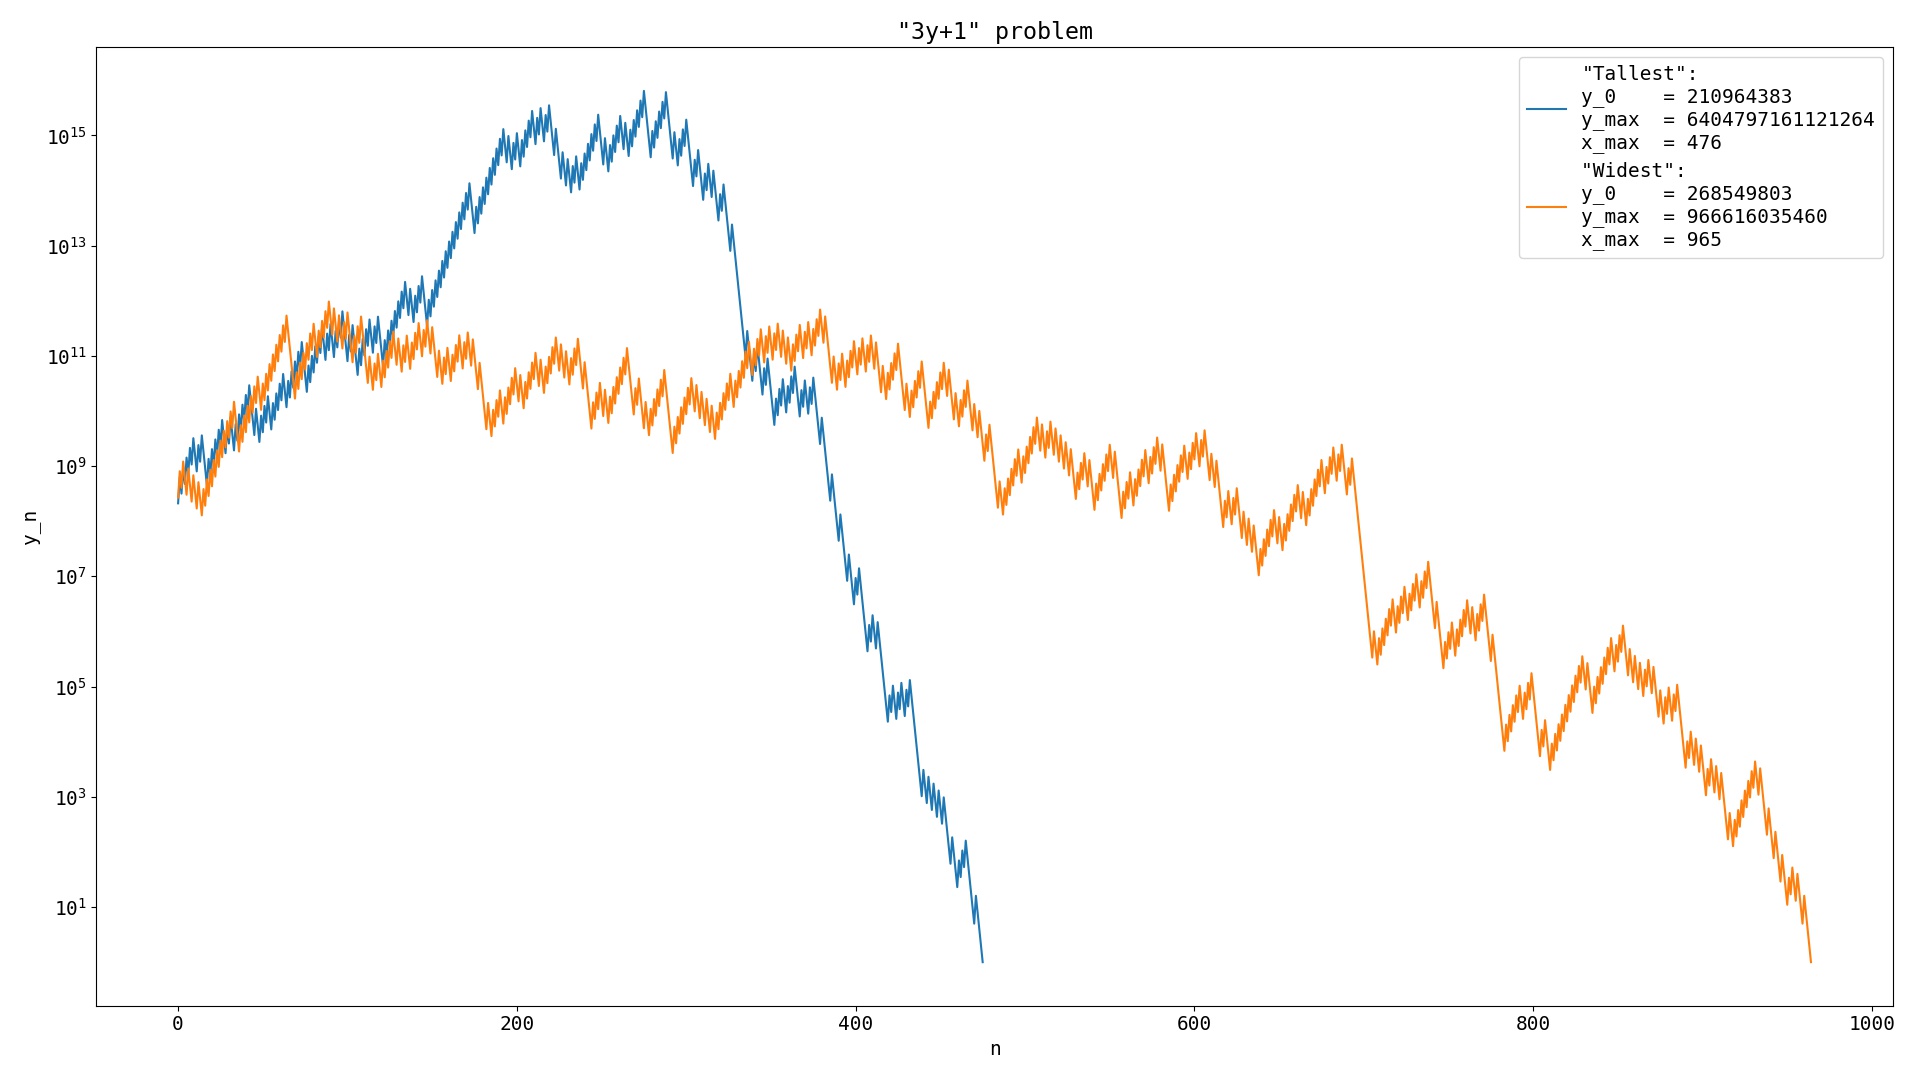 "3y+1" problem
"Tallest":
y_0    = 210964383
y_max  = 6404797161121264
x_max  = 476
"Widest":
y_0    = 268549803
y_max  = 966616035460
x_max  = 965
10^15
10^13
10^11
10^9
10^7
10^5
10^3
10^1
y_n
0 200 400 600 800 1000
n